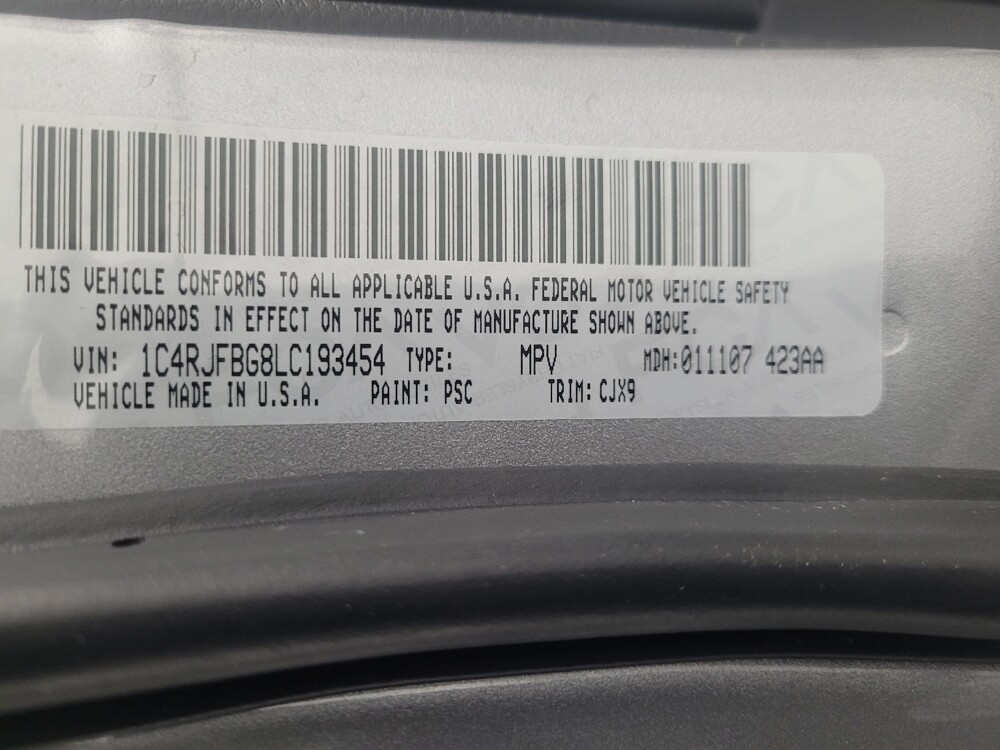 THIS VEHICLE CONFORMS TO ALL APPLICABLE U.S.A. FEDERAL MOTOR VEHICLE SAFETY
STANDARDS IN EFFECT ON THE DATE OF MANUFACTURE SHOWN ABOVE.
VIN: 1C4RJFBG8LC193454 TYPE: MPV MDH:011107 423AA
VEHICLE MADE IN U.S.A. PAINT: PSC TRIM: CJX9